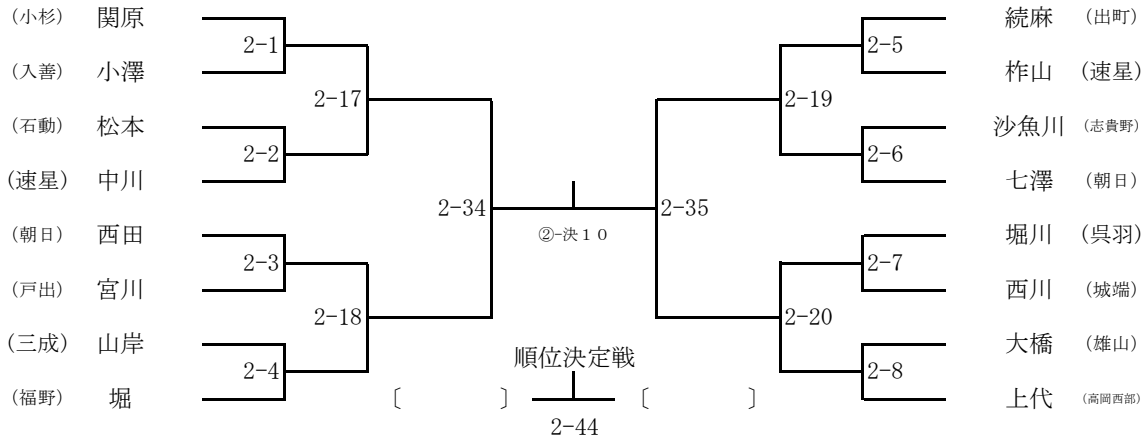 (小杉) 関原
2-1
(入善) 小澤
2-17
(石動) 松本
2-2
(速星) 中川
2-34
(朝日) 西田
2-3
(戸出) 宮川
2-18
(三成) 山岸
2-4
(福野) 堀
②-決10
順位決定戦
〔 〕 〔 〕
2-44
続麻 (出町)
2-5
柞山 (速星)
2-19
沙魚川 (志貴野)
2-6
七澤 (朝日)
2-35
堀川 (呉羽)
2-7
西川 (城端)
2-20
大橋 (雄山)
2-8
上代 (高岡西部)